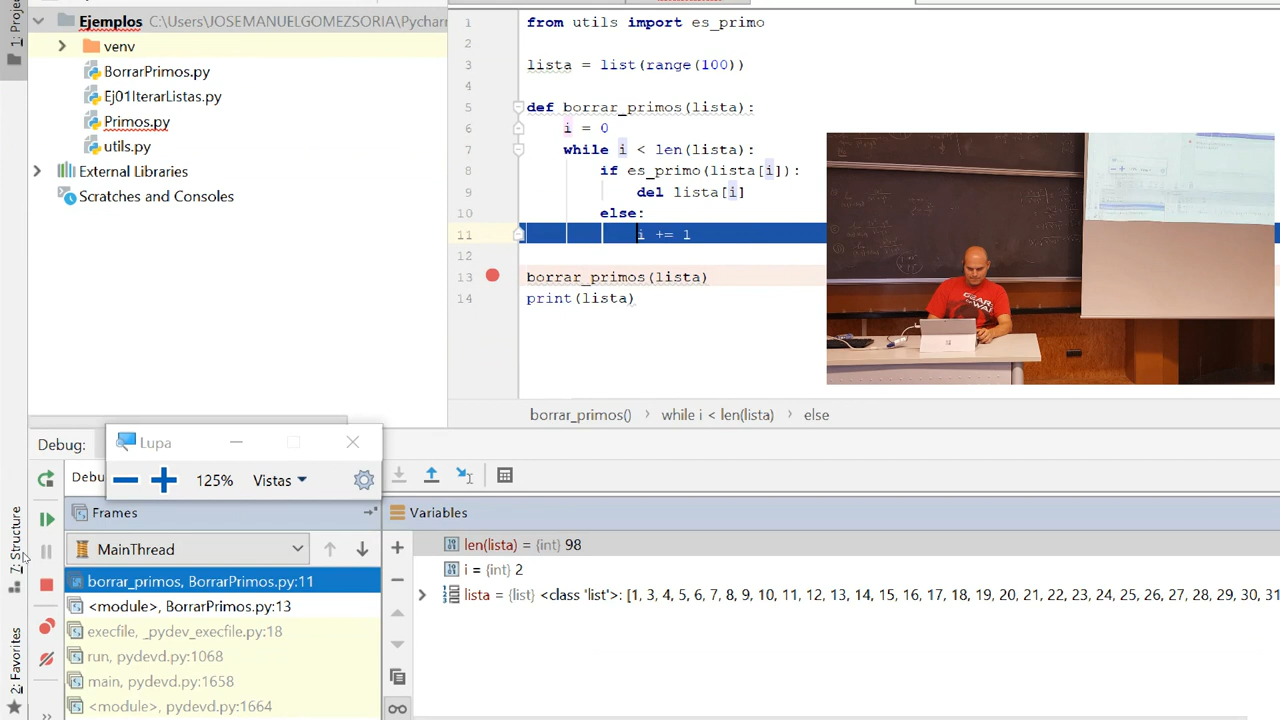 1: Project
Ejemplos C:\Users\JOSEMANUELGOMEZSORIA\Pycharm
venv
BorrarPrimos.py
Ej01IterarListas.py
Primos.py
utils.py
External Libraries
Scratches and Consoles
1 from utils import es_primo
2
3 lista = list(range(100))
4
5 def borrar_primos(lista):
6 i = 0
7 while i < len(lista):
8 if es_primo(lista[i]):
9 del lista[i]
10 else:
11 i += 1
12
13 borrar_primos(lista)
14 print(lista)
borrar_primos() › while i < len(lista) › else
Debug:
Lupa
Debu
125% Vistas
Frames
MainThread
borrar_primos, BorrarPrimos.py:11
<module>, BorrarPrimos.py:13
execfile, _pydev_execfile.py:18
run, pydevd.py:1068
main, pydevd.py:1658
<module>, pydevd.py:1664
Variables
len(lista) = {int} 98
i = {int} 2
lista = {list} <class 'list'>: [1, 3, 4, 5, 6, 7, 8, 9, 10, 11, 12, 13, 14, 15, 16, 17, 18, 19, 20, 21, 22, 23, 24, 25, 26, 27, 28, 29, 30, 31
7: Structure
2: Favorites